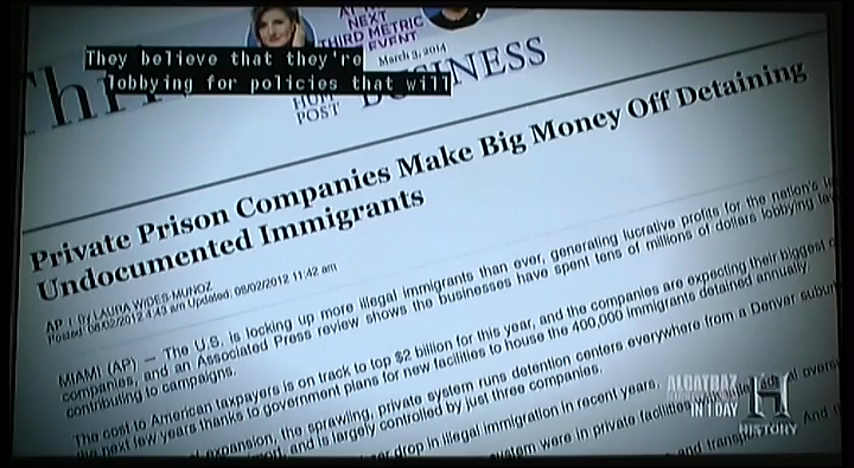 AT
NEXT
THIRD METRIC
EVENT
March 3, 2014
They believe that they're
lobbying for policies that will
HUFF
POST
BUSINESS
Private Prison Companies Make Big Money Off Detaining
Undocumented Immigrants
AP | By LAURA WIDES-MUNOZ
Posted: 08/02/2012 4:43 am Updated: 08/02/2012 11:42 am
MIAMI (AP) — The U.S. is locking up more illegal immigrants than ever, generating lucrative profits for the nation's
companies, and an Associated Press review shows the businesses have spent tens of millions of dollars lobbying
contributing to campaigns.
The cost to American taxpayers is on track to top $2 billion for this year, and the companies are expecting their biggest
the next few years thanks to government plans for new facilities to house the 400,000 immigrants detained annually.
expansion, the sprawling, private system runs detention centers everywhere from a Denver
and is largely controlled by just three companies.
drop in illegal immigration in recent years.
system were in private facilities
and
ALCATRAZ
IN 1 DAY
H
HISTORY